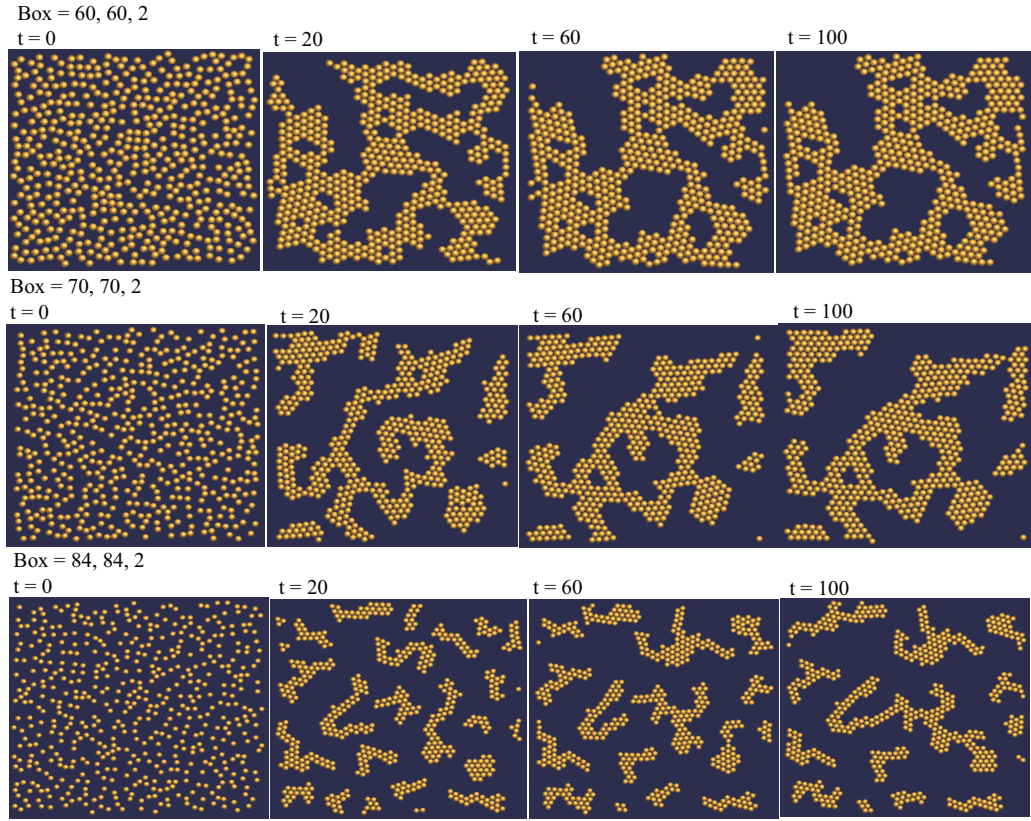 Box = 60, 60, 2
t = 0
t = 20
t = 60
t = 100
Box = 70, 70, 2
t = 0
t = 20
t = 60
t = 100
Box = 84, 84, 2
t = 0
t = 20
t = 60
t = 100